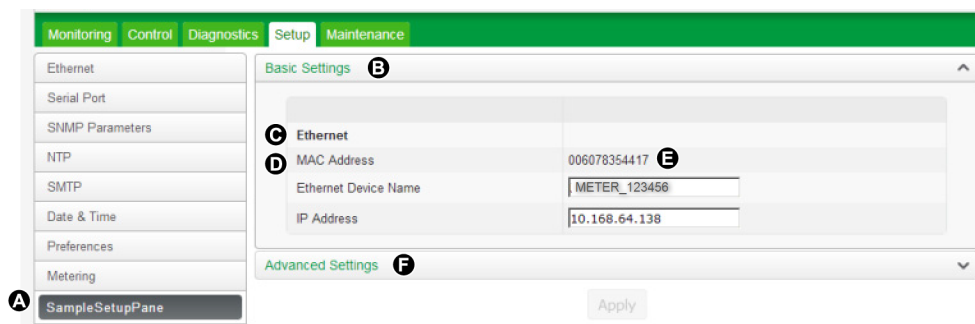 Monitoring Control Diagnostics Setup Maintenance
Ethernet
Serial Port
SNMP Parameters
NTP
SMTP
Date & Time
Preferences
Metering
A SampleSetupPane
Basic Settings B
C Ethernet
D MAC Address 006078354417 E
Ethernet Device Name METER_123456
IP Address 10.168.64.138
Advanced Settings F
Apply